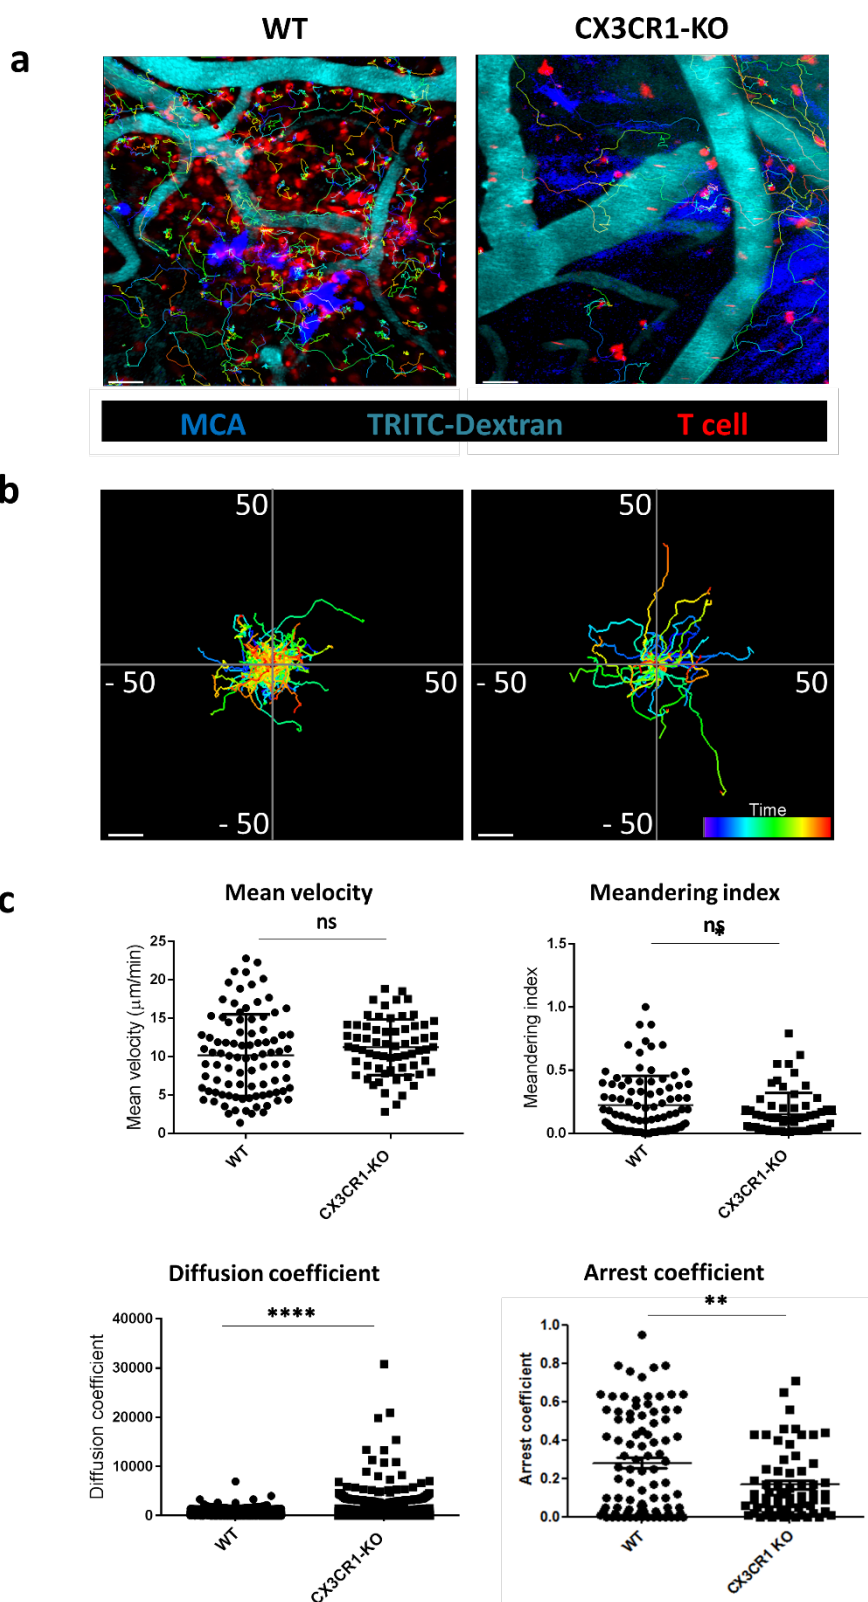 WT CX3CR1-KO
a
MCA TRITC-Dextran T cell
b
50 50
- 50 50 - 50 50
- 50 - 50
Time
c
Mean velocity Meandering index
ns ns
*
Mean velocity (μm/min)
25
20
15
10
5
0
WT
CX3CR1-KO
Meandering index
1.5
1.0
0.5
0.0
WT
CX3CR1-KO
Diffusion coefficient Arrest coefficient
****
**
Diffusion coefficient
40000
30000
20000
10000
0
WT
CX3CR1-KO
Arrest coefficient
1.0
0.8
0.6
0.4
0.2
0.0
WT
CX3CR1 KO